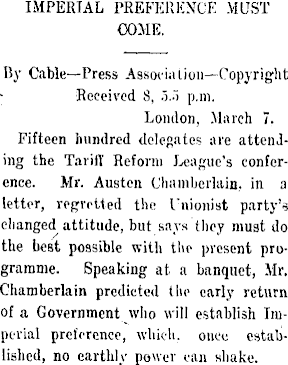 IMPERIAL PREFERENCE MUST
COME.
By Cable—Press Association—Copyright
Received 8, 5.5 p.m.
London, March 7.
Fifteen hundred delegates are attend-
ing the Tariff Reform League's confer-
ence. Mr. Austen Chamberlain, in a
letter, regretted the Unionist party's
changed attitude, but says they must do
the best possible with the present pro-
gramme. Speaking at a banquet, Mr.
Chamberlain predicted the early return
of a Government who will establish Im-
perial preference, which, once estab-
lished, no earthly power can shake.